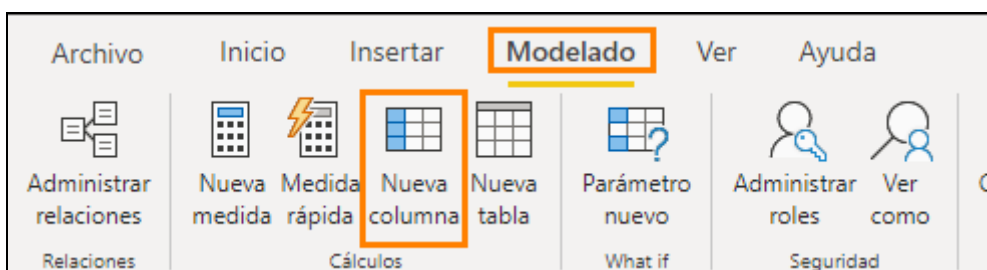 Archivo Inicio Insertar Modelado Ver Ayuda
Administrar relaciones
Nueva medida
Medida rápida
Nueva columna
Nueva tabla
Parámetro nuevo
Administrar roles
Ver como
Relaciones Cálculos What if Seguridad